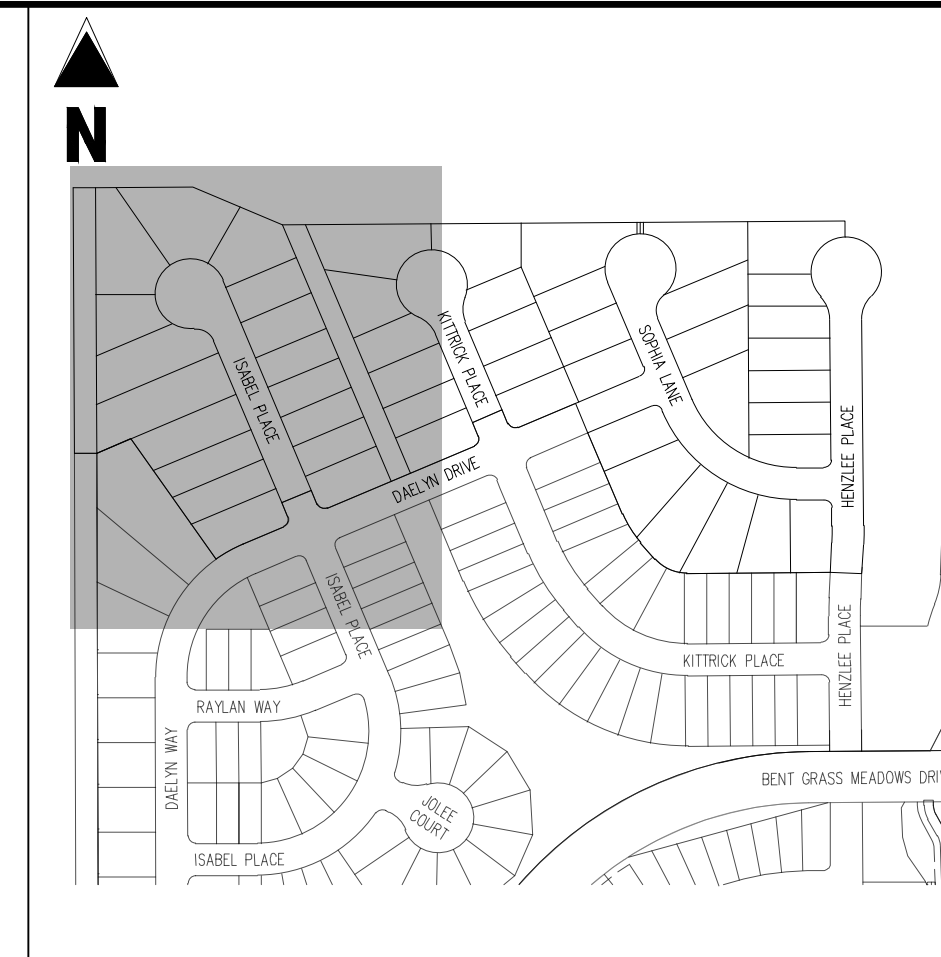 N
ISABEL PLACE
KITTRICK PLACE
SOPHIA LANE
HENZLEE PLACE
DAELYN DRIVE
ISABEL PLACE
KITTRICK PLACE
HENZLEE PLACE
RAYLAN WAY
DAELYN WAY
BENT GRASS MEADOWS DRI
JOLEE
COURT
ISABEL PLACE